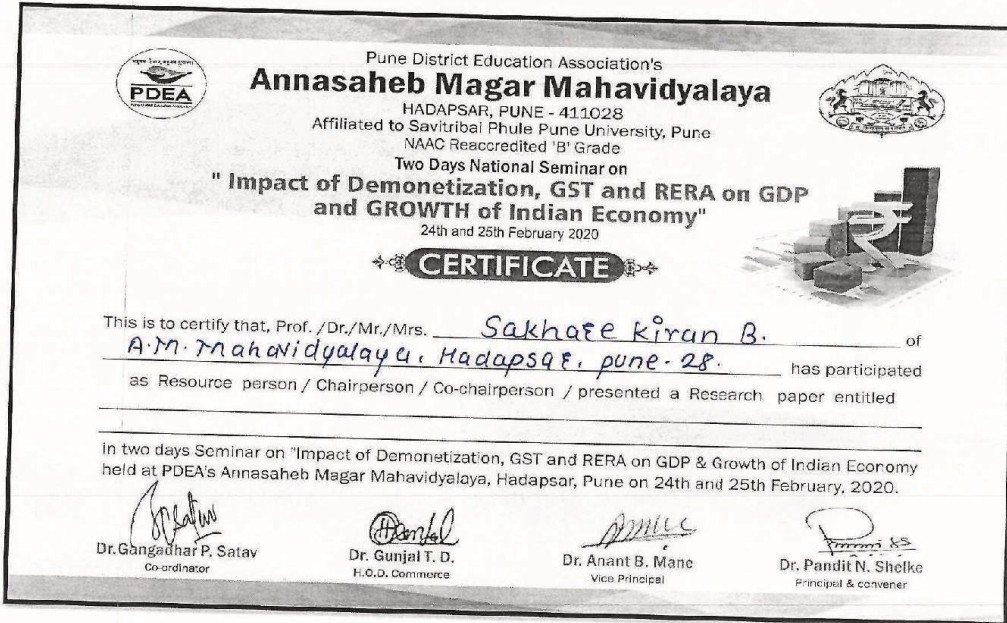 Pune District Education Association's
Annasaheb Magar Mahavidyalaya
HADAPSAR, PUNE - 411028
Affiliated to Savitribai Phule Pune University, Pune
NAAC Reaccredited 'B' Grade
Two Days National Seminar on
" Impact of Demonetization, GST and RERA on GDP
and GROWTH of Indian Economy"
24th and 25th February 2020
PDEA
CERTIFICATE
This is to certify that, Prof. /Dr./Mr./Mrs. Sakhare Kiran B. of
A.M. Mahavidyalaya, Hadapsar, pune-28. has participated
as Resource person / Chairperson / Co-chairperson / presented a Research paper entitled
in two days Seminar on "Impact of Demonetization, GST and RERA on GDP & Growth of Indian Economy
held at PDEA's Annasaheb Magar Mahavidyalaya, Hadapsar, Pune on 24th and 25th February, 2020.
Dr. Gangadhar P. Satav
Co-ordinator
Dr. Gunjal T. D.
H.O.D. Commerce
Dr. Anant B. Mane
Vice Principal
Dr. Pandit N. Shelke
Principal & convener